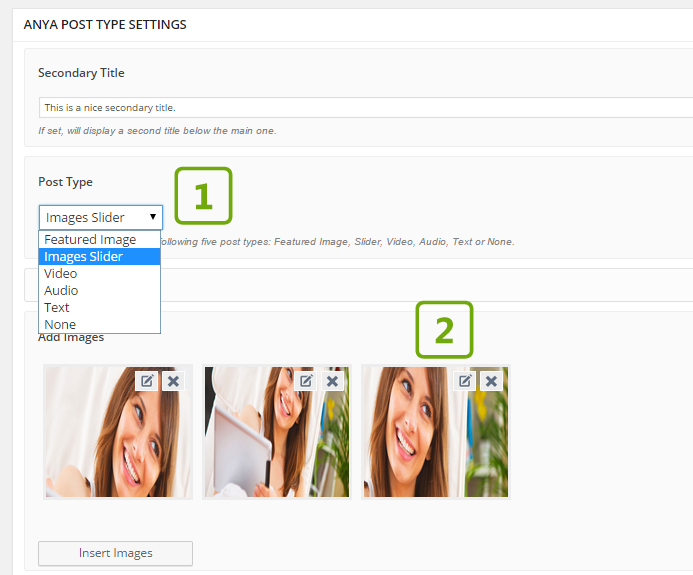 ANYA POST TYPE SETTINGS
Secondary Title
This is a nice secondary title.
If set, will display a second title below the main one.
Post Type
1
Images Slider
Featured Image
ollowing five post types: Featured Image, Slider, Video, Audio, Text or None.
Images Slider
Video
Audio
Text
None
2
Add Images
Insert Images